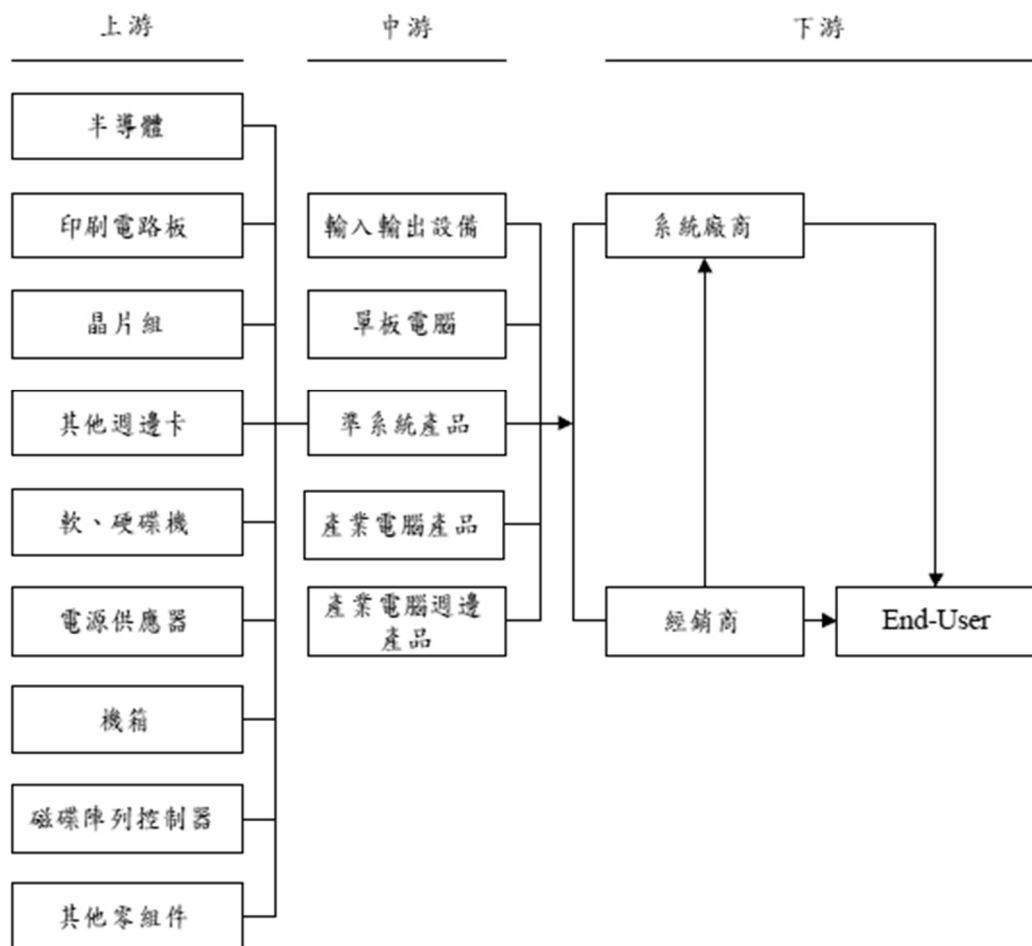 上游
中游
下游
半導體
印刷電路板
晶片組
其他週邊卡
軟、硬碟機
電源供應器
機箱
磁碟陣列控制器
其他零組件
輸入輸出設備
單板電腦
準系統產品
產業電腦產品
產業電腦週邊
產品
系統廠商
經銷商
End-User